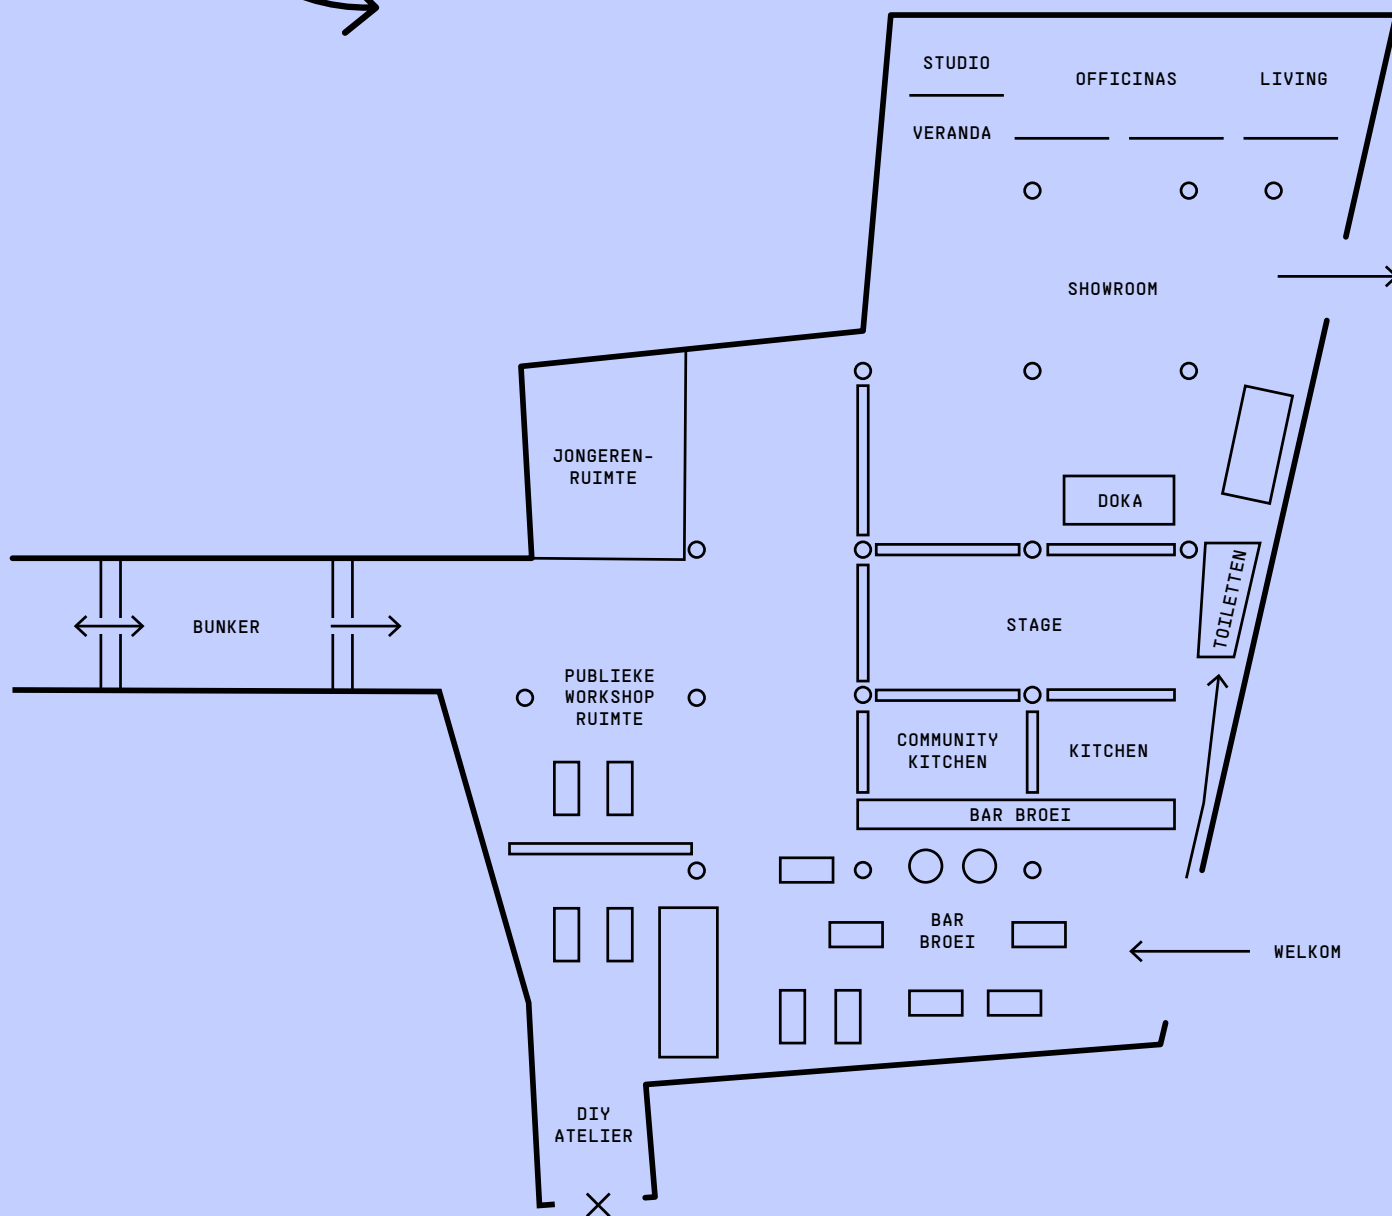 STUDIO
OFFICINAS
LIVING
VERANDA
SHOWROOM
JONGEREN-
RUIMTE
DOKA
TOILETTEN
BUNKER
STAGE
PUBLIEKE
WORKSHOP
RUIMTE
COMMUNITY
KITCHEN
KITCHEN
BAR BROEI
BAR
BROEI
WELKOM
DIY
ATELIER